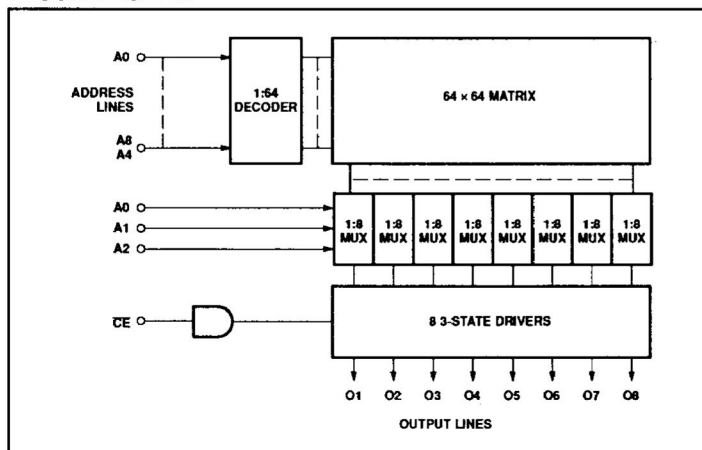 A0
ADDRESS
LINES
A8
A4
1:64
DECODER
64 × 64 MATRIX
A0
A1
A2
1:8
MUX
1:8
MUX
1:8
MUX
1:8
MUX
1:8
MUX
1:8
MUX
1:8
MUX
1:8
MUX
CE
8 3-STATE DRIVERS
O1 O2 O3 O4 O5 O6 O7 O8
OUTPUT LINES